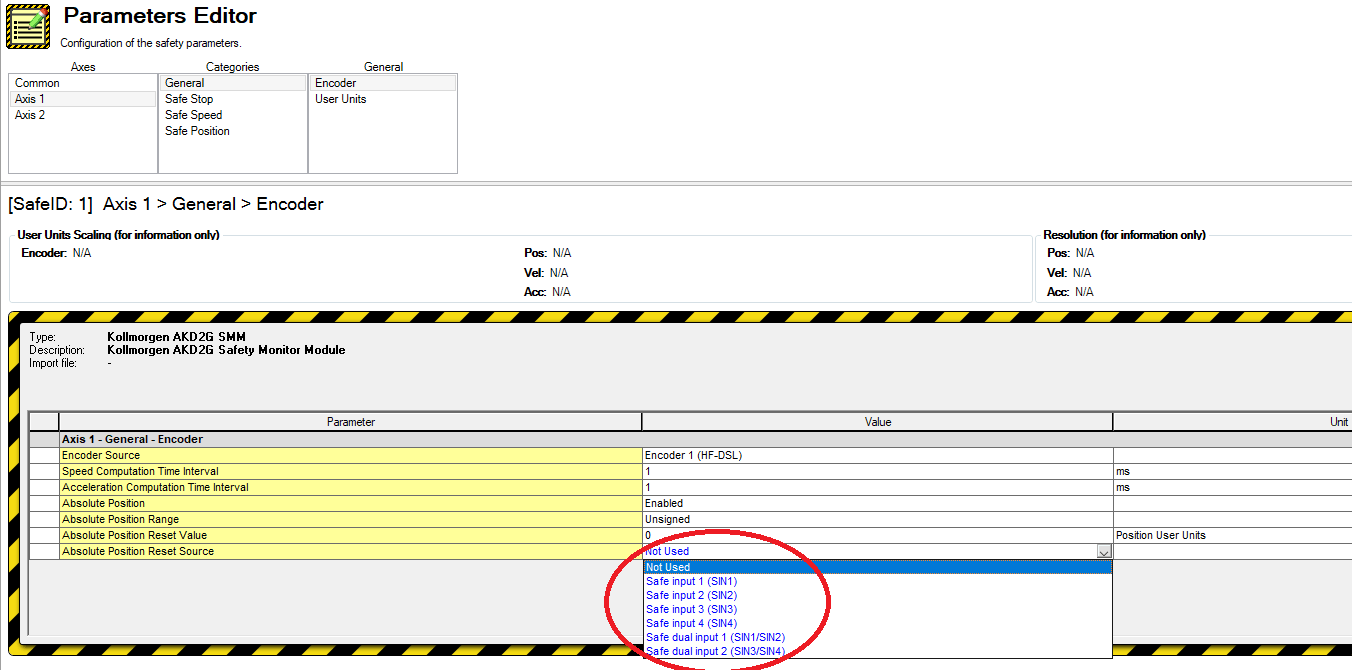 Parameters Editor
Configuration of the safety parameters.
Axes Categories General
Common General Encoder
Axis 1 Safe Stop User Units
Axis 2 Safe Speed
Safe Position
[SafeID: 1] Axis 1 > General > Encoder
User Units Scaling (for information only) Resolution (for information only)
Encoder: N/A Pos: N/A Pos: N/A
Vel: N/A Vel: N/A
Acc: N/A Acc: N/A
Type: Kollmorgen AKD2G SMM
Description: Kollmorgen AKD2G Safety Monitor Module
Import file: -
Parameter Value Unit
Axis 1 - General - Encoder
Encoder Source Encoder 1 (HF-DSL)
Speed Computation Time Interval 1 ms
Acceleration Computation Time Interval 1 ms
Absolute Position Enabled
Absolute Position Range Unsigned
Absolute Position Reset Value 0 Position User Units
Absolute Position Reset Source Not Used
Not Used
Safe input 1 (SIN1)
Safe input 2 (SIN2)
Safe input 3 (SIN3)
Safe input 4 (SIN4)
Safe dual input 1 (SIN1/SIN2)
Safe dual input 2 (SIN3/SIN4)